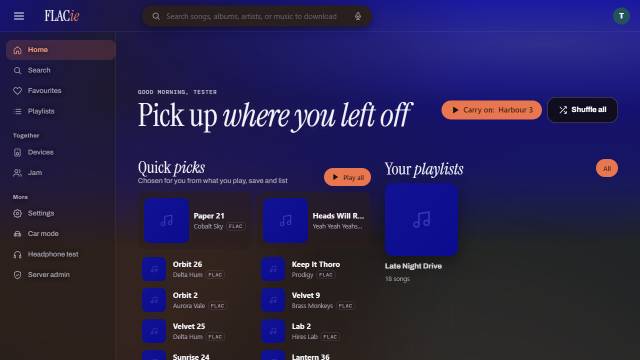 FLACie
Search songs, albums, artists, or music to download
T
Home
Search
Favourites
Playlists
Together
Devices
Jam
More
Settings
Car mode
Headphone test
Server admin
GOOD MORNING, TESTER
Pick up where you left off
Carry on: Harbour 3
Shuffle all
Quick picks
Chosen for you from what you play, save and list
Play all
Paper 21
Cobalt Sky FLAC
Heads Will R...
Yeah Yeah Yeahs...
Orbit 26
Delta Hum FLAC
Keep It Thoro
Prodigy FLAC
Orbit 2
Aurora Vale FLAC
Velvet 9
Brass Monkeys FLAC
Velvet 25
Delta Hum FLAC
Lab 2
Hires Lab FLAC
Sunrise 24
Lantern 36
Your playlists
All
Late Night Drive
18 songs